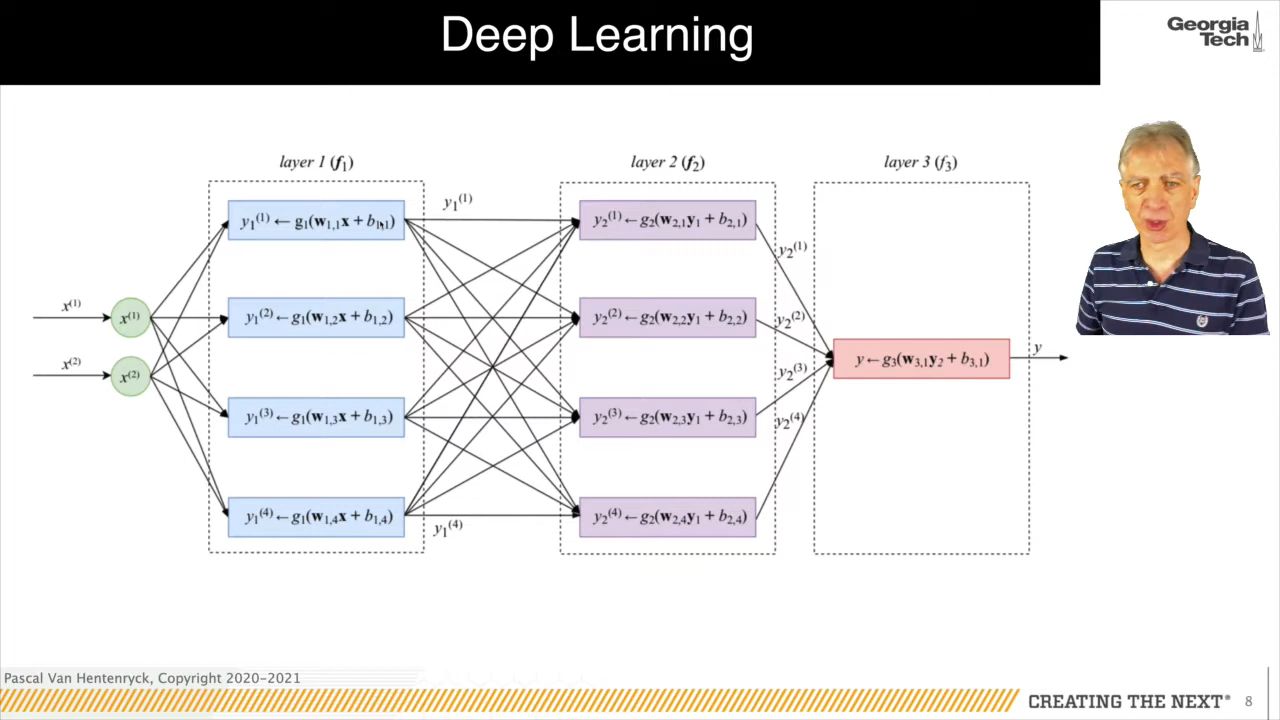 Deep Learning
Georgia
Tech
layer 1 (f₁)
layer 2 (f₂)
layer 3 (f₃)
y₁⁽¹⁾
y₁⁽¹⁾ ← g₁(w₁,₁x + b₁,₁)
y₂⁽¹⁾ ← g₂(w₂,₁y₁ + b₂,₁)
y₂⁽¹⁾
x⁽¹⁾
x⁽¹⁾
y₁⁽²⁾ ← g₁(w₁,₂x + b₁,₂)
y₂⁽²⁾ ← g₂(w₂,₂y₁ + b₂,₂)
y₂⁽²⁾
y ← g₃(w₃,₁y₂ + b₃,₁)
y
x⁽²⁾
x⁽²⁾
y₂⁽³⁾
y₁⁽³⁾ ← g₁(w₁,₃x + b₁,₃)
y₂⁽³⁾ ← g₂(w₂,₃y₁ + b₂,₃)
y₂⁽⁴⁾
y₁⁽⁴⁾ ← g₁(w₁,₄x + b₁,₄)
y₁⁽⁴⁾
y₂⁽⁴⁾ ← g₂(w₂,₄y₁ + b₂,₄)
Pascal Van Hentenryck, Copyright 2020-2021
CREATING THE NEXT®
8